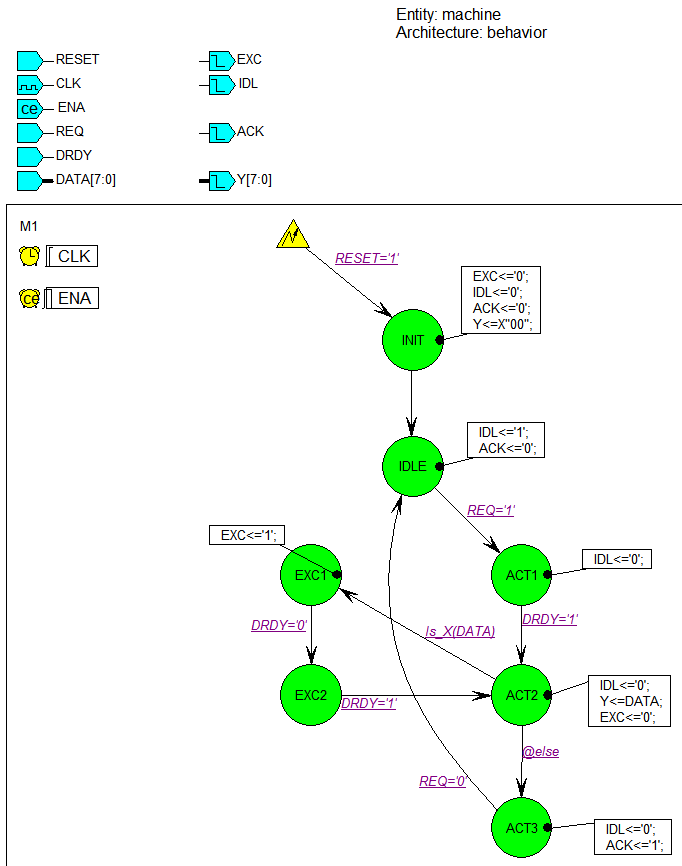 Entity: machine
Architecture: behavior
RESET
EXC
CLK
IDL
ce
ENA
REQ
ACK
DRDY
DATA[7:0]
Y[7:0]
M1
CLK
ce
ENA
RESET='1'
EXC<='0';
IDL<='0';
ACK<='0';
Y<=X"00";
INIT
IDL<='1';
ACK<='0';
IDLE
REQ='1'
EXC<='1';
IDL<='0';
EXC1
ACT1
DRDY='0'
Is_X(DATA)
DRDY='1'
IDL<='0';
Y<=DATA;
EXC<='0';
EXC2
DRDY='1'
ACT2
@else
REQ='0'
ACT3
IDL<='0';
ACK<='1';